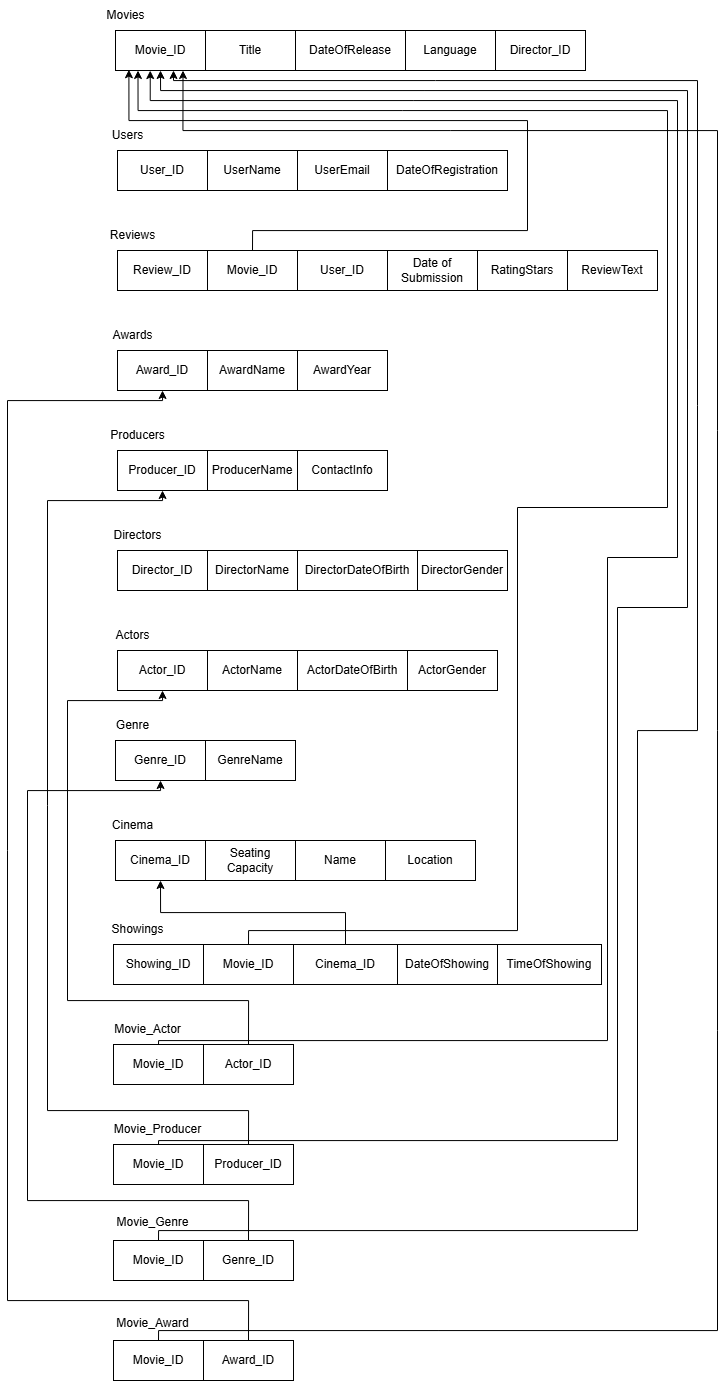 Movies
Movie_ID Title DateOfRelease Language Director_ID
Users
User_ID UserName UserEmail DateOfRegistration
Reviews
Review_ID Movie_ID User_ID Date of Submission RatingStars ReviewText
Awards
Award_ID AwardName AwardYear
Producers
Producer_ID ProducerName ContactInfo
Directors
Director_ID DirectorName DirectorDateOfBirth DirectorGender
Actors
Actor_ID ActorName ActorDateOfBirth ActorGender
Genre
Genre_ID GenreName
Cinema
Cinema_ID Seating Capacity Name Location
Showings
Showing_ID Movie_ID Cinema_ID DateOfShowing TimeOfShowing
Movie_Actor
Movie_ID Actor_ID
Movie_Producer
Movie_ID Producer_ID
Movie_Genre
Movie_ID Genre_ID
Movie_Award
Movie_ID Award_ID